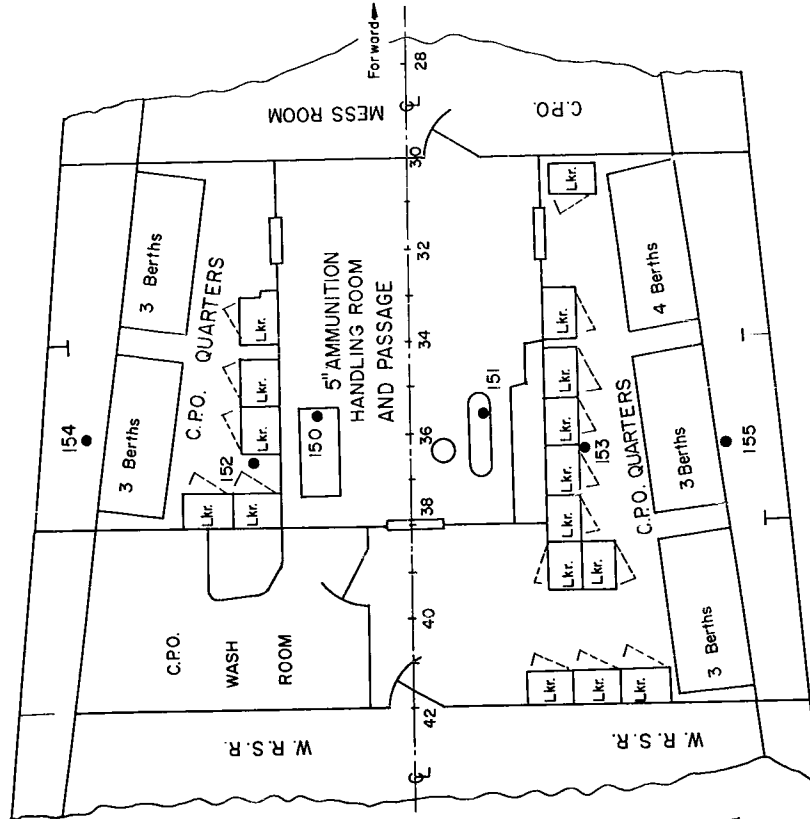 Forward
28
C̵L
MESS ROOM
C.P.O.
30
3 Berths
C.P.O. QUARTERS
Lkr.
32
5" AMMUNITION
HANDLING ROOM
AND PASSAGE
Lkr.
Lkr.
34
4 Berths
154
3 Berths
Lkr.
Lkr.
150
151
Lkr.
Lkr.
36
152
153
C.P.O. QUARTERS
3 Berths
155
Lkr.
Lkr.
38
Lkr.
Lkr.
Lkr.
C.P.O.
WASH
ROOM
40
3 Berths
Lkr.
Lkr.
Lkr.
42
W.R.S.R.
W.R.S.R.
C̵L